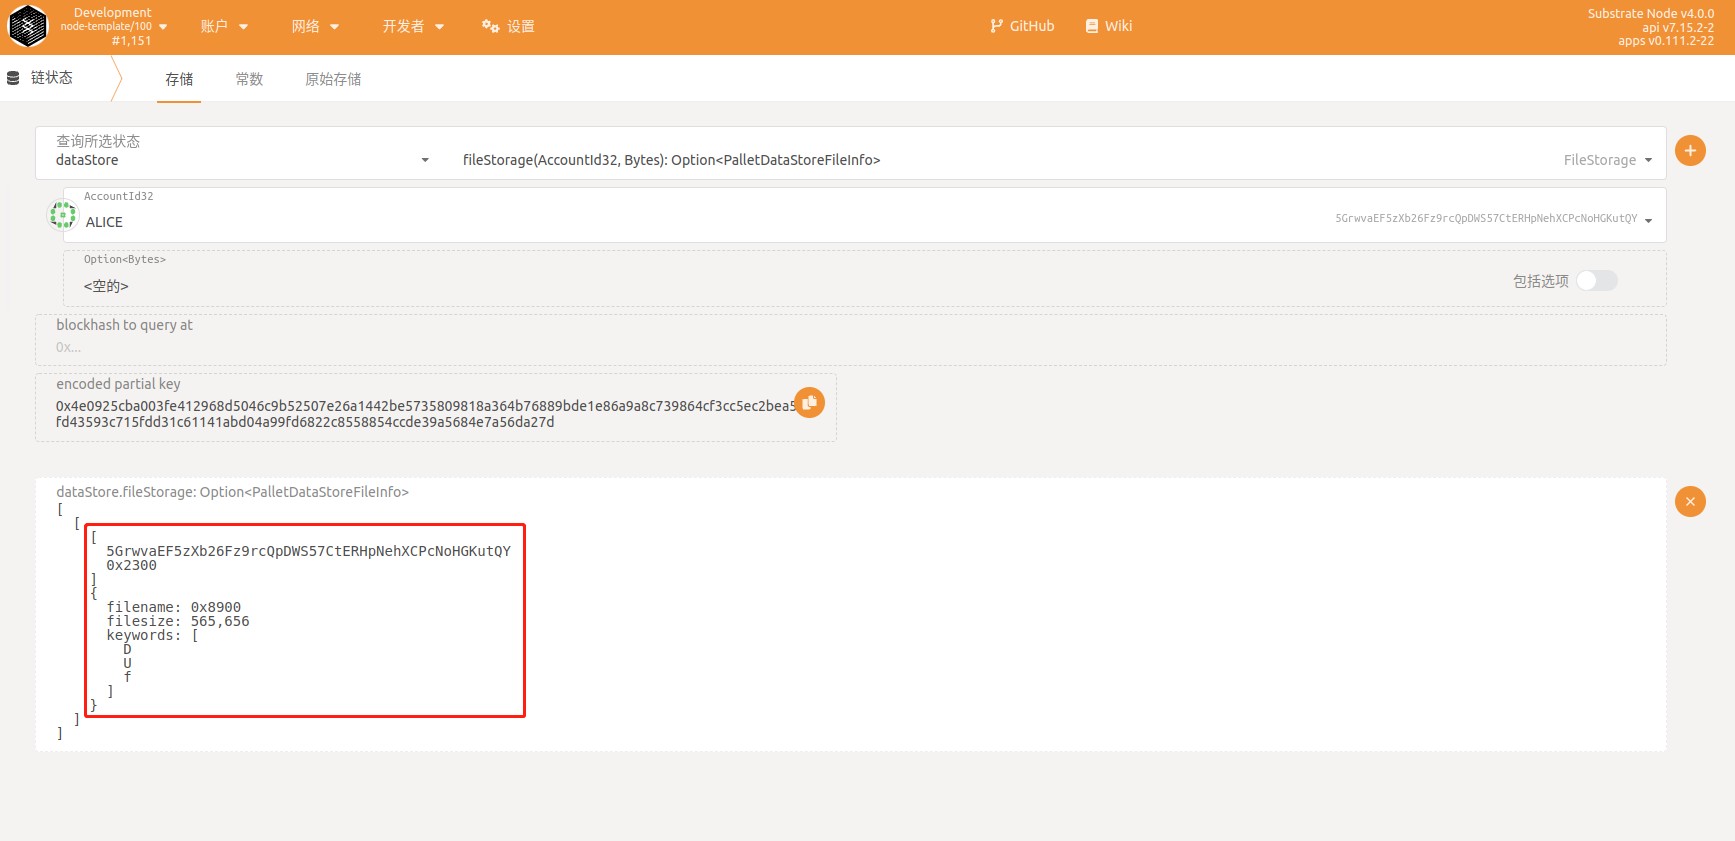 Development
node-template/100
#1,151
账户
网络
开发者
设置
GitHub
Wiki
Substrate Node v4.0.0
api v7.15.2-2
apps v0.111.2-22
链状态
存储
常数
原始存储
查询所选状态
dataStore
fileStorage(AccountId32, Bytes): Option<PalletDataStoreFileInfo>
FileStorage
AccountId32
ALICE
5GrwvaEF5zXb26Fz9rcQpDWS57CtERHpNehXCPcNoHGKutQY
Option<Bytes>
<空的>
包括选项
blockhash to query at
0x...
encoded partial key
0x4e0925cba003fe412968d5046c9b52507e26a1442be5735809818a364b76889bde1e86a9a8c739864cf3cc5ec2bea5
fd43593c715fdd31c61141abd04a99fd6822c8558854ccde39a5684e7a56da27d
dataStore.fileStorage: Option<PalletDataStoreFileInfo>
[
[
[
5GrwvaEF5zXb26Fz9rcQpDWS57CtERHpNehXCPcNoHGKutQY
0x2300
]
{
filename: 0x8900
filesize: 565,656
keywords: [
D
U
f
]
}
]
]